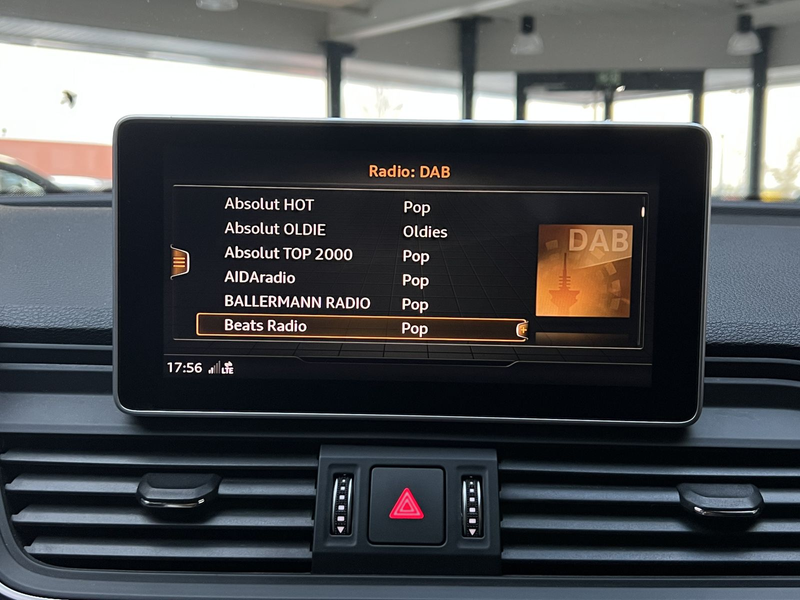 Radio: DAB
Absolut HOT Pop
Absolut OLDIE Oldies
Absolut TOP 2000 Pop
AIDAradio Pop
BALLERMANN RADIO Pop
Beats Radio Pop
DAB
17:56 LTE